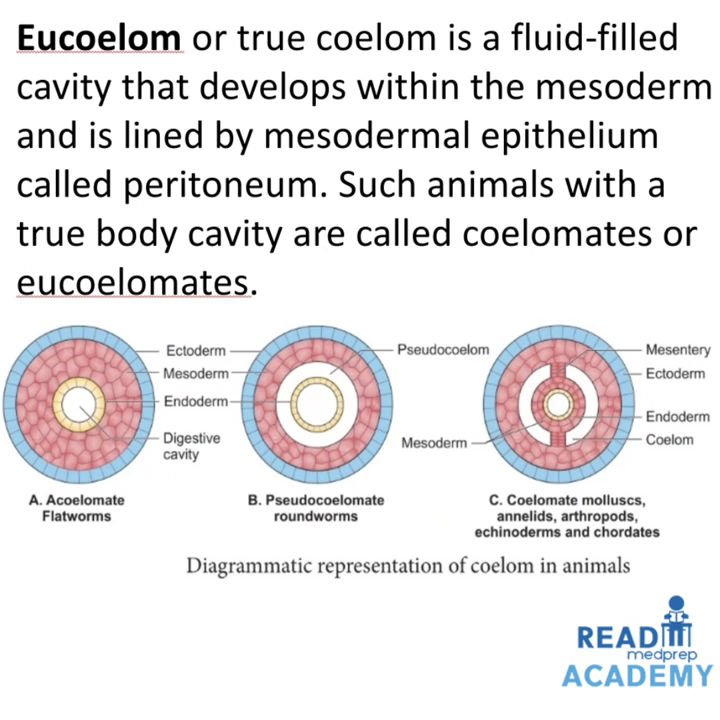 Eucoelom or true coelom is a fluid-filled
cavity that develops within the mesoderm
and is lined by mesodermal epithelium
called peritoneum. Such animals with a
true body cavity are called coelomates or
eucoelomates.
Ectoderm
Mesoderm
Endoderm
Digestive
cavity
Pseudocoelom
Mesoderm
Mesentery
Ectoderm
Endoderm
Coelom
A. Acoelomate
Flatworms
B. Pseudocoelomate
roundworms
C. Coelomate molluscs,
annelids, arthropods,
echinoderms and chordates
Diagrammatic representation of coelom in animals
READ
medprep
ACADEMY